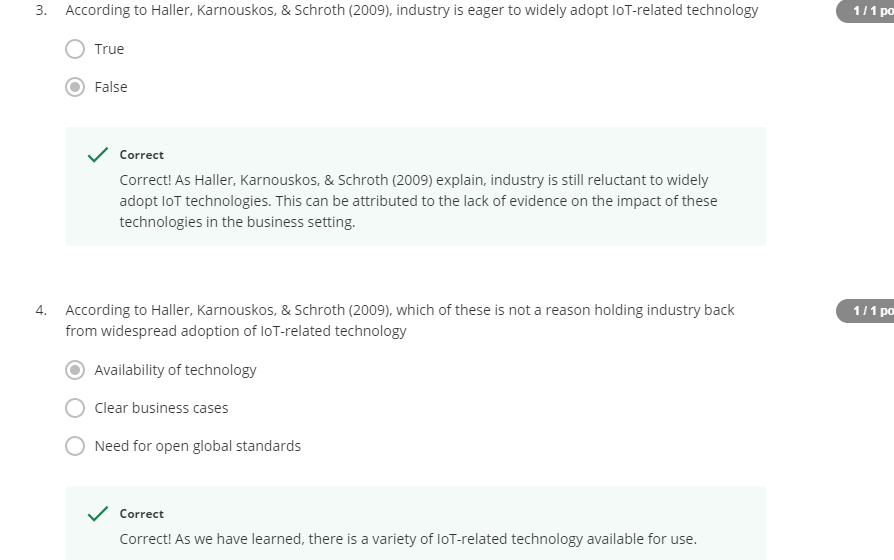 3. According to Haller, Karnouskos, & Schroth (2009), industry is eager to widely adopt IoT-related technology
1 / 1 po
True
False
Correct
Correct! As Haller, Karnouskos, & Schroth (2009) explain, industry is still reluctant to widely
adopt IoT technologies. This can be attributed to the lack of evidence on the impact of these
technologies in the business setting.
4. According to Haller, Karnouskos, & Schroth (2009), which of these is not a reason holding industry back
1 / 1 po
from widespread adoption of IoT-related technology
Availability of technology
Clear business cases
Need for open global standards
Correct
Correct! As we have learned, there is a variety of IoT-related technology available for use.